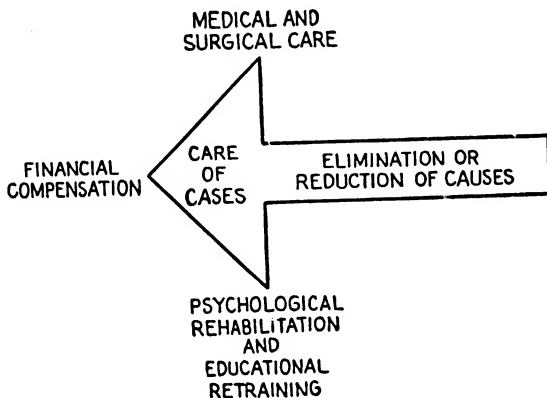 MEDICAL AND
SURGICAL CARE
FINANCIAL
COMPENSATION
CARE
OF
CASES
ELIMINATION OR
REDUCTION OF CAUSES
PSYCHOLOGICAL
REHABILITATION
AND
EDUCATIONAL
RETRAINING